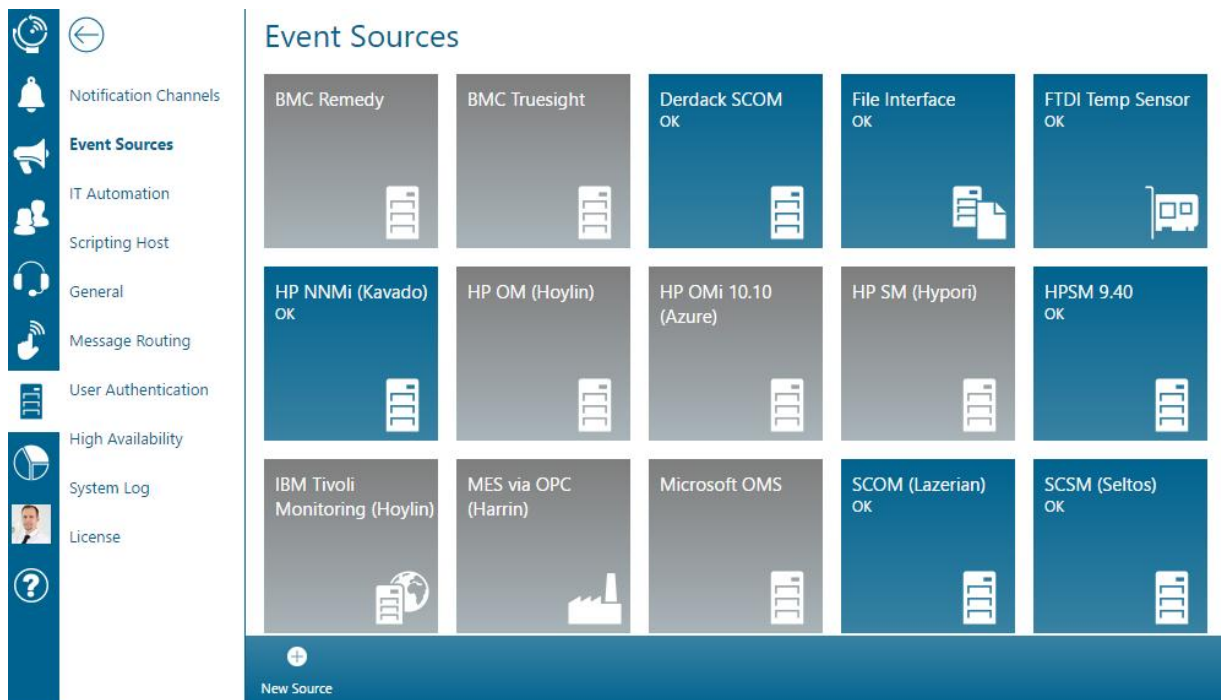 Notification Channels
Event Sources
IT Automation
Scripting Host
General
Message Routing
User Authentication
High Availability
System Log
License
Event Sources
BMC Remedy
BMC Truesight
Derdack SCOM
OK
File Interface
OK
FTDI Temp Sensor
OK
HP NNMi (Kavado)
OK
HP OM (Hoylin)
HP OMi 10.10
(Azure)
HP SM (Hypori)
HPSM 9.40
OK
IBM Tivoli
Monitoring (Hoylin)
MES via OPC
(Harrin)
Microsoft OMS
SCOM (Lazerian)
OK
SCSM (Seltos)
OK
New Source